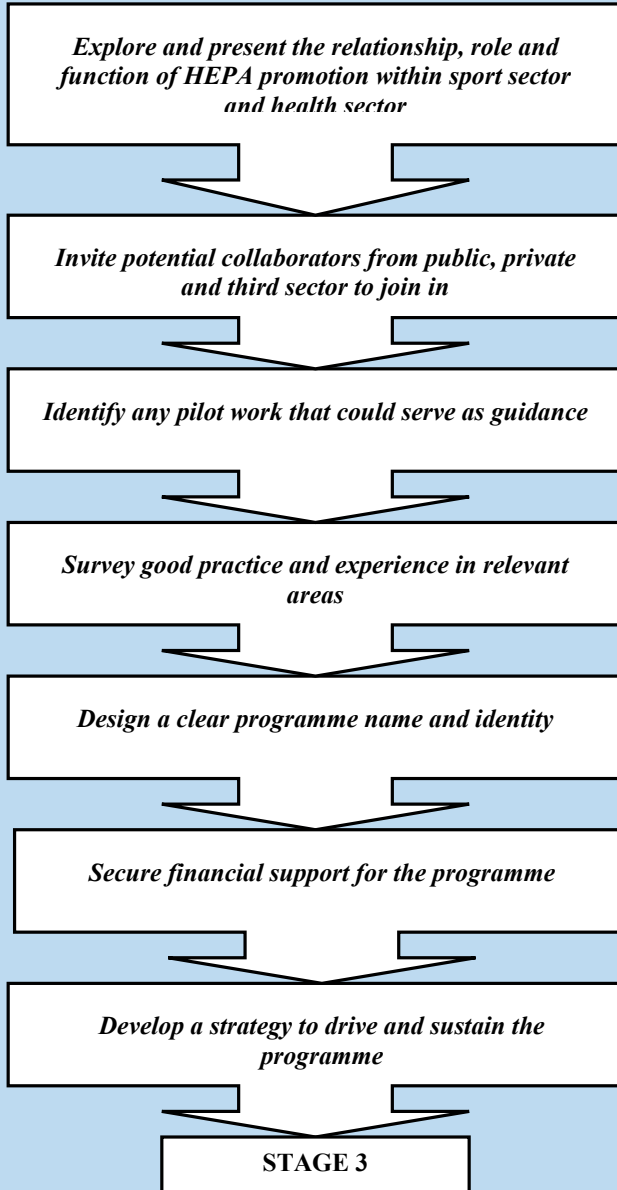 Explore and present the relationship, role and
function of HEPA promotion within sport sector
and health sector
Invite potential collaborators from public, private
and third sector to join in
Identify any pilot work that could serve as guidance
Survey good practice and experience in relevant
areas
Design a clear programme name and identity
Secure financial support for the programme
Develop a strategy to drive and sustain the
programme
STAGE 3